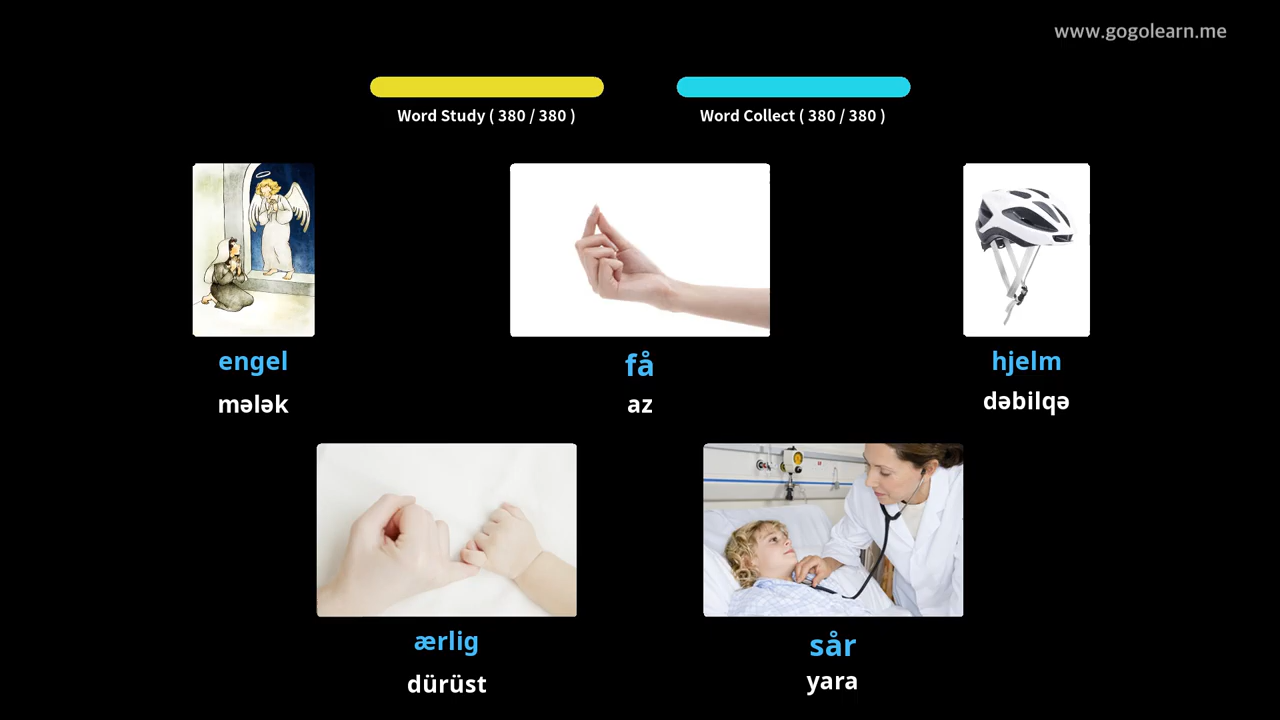 www.gogolearn.me
Word Study ( 380 / 380 )
Word Collect ( 380 / 380 )
engel
mələk
få
az
hjelm
dəbilqə
ærlig
dürüst
sår
yara